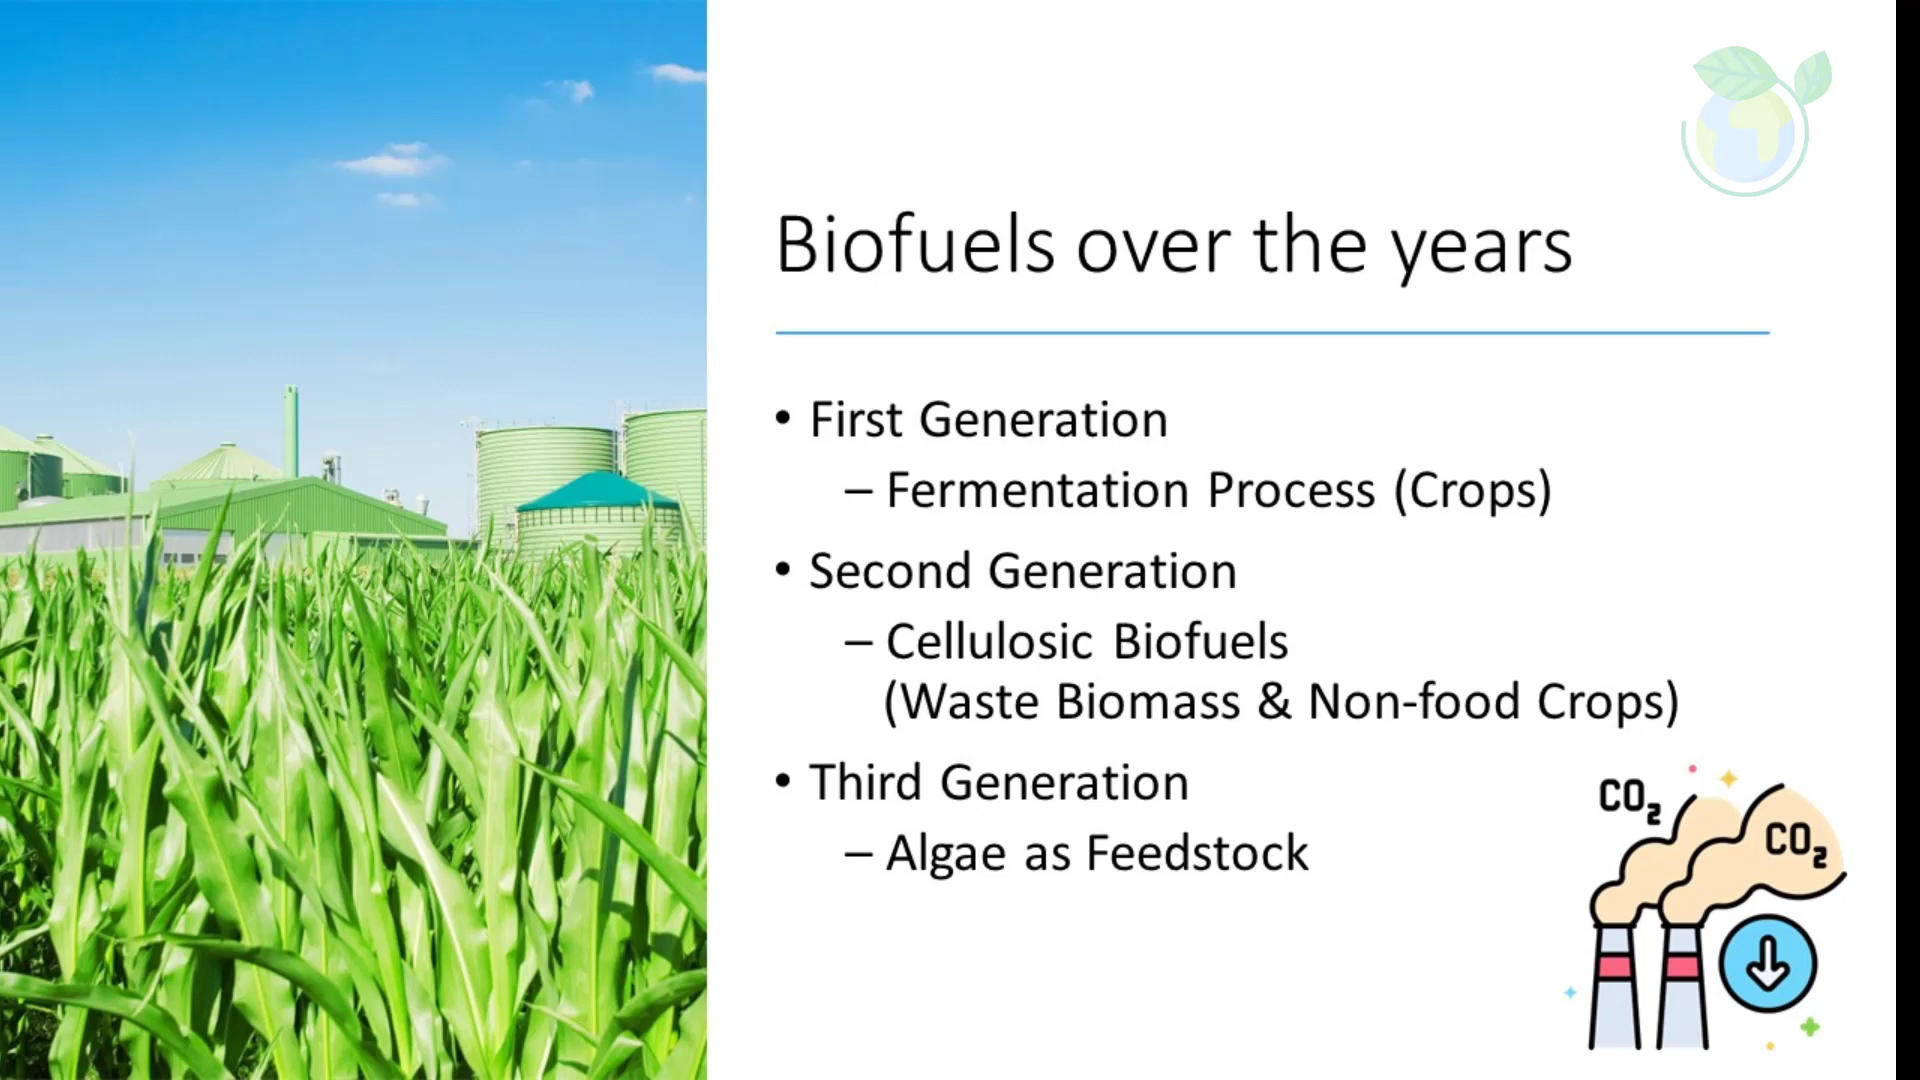 Biofuels over the years
• First Generation
– Fermentation Process (Crops)
• Second Generation
– Cellulosic Biofuels
(Waste Biomass & Non-food Crops)
• Third Generation
– Algae as Feedstock
CO₂
CO₂